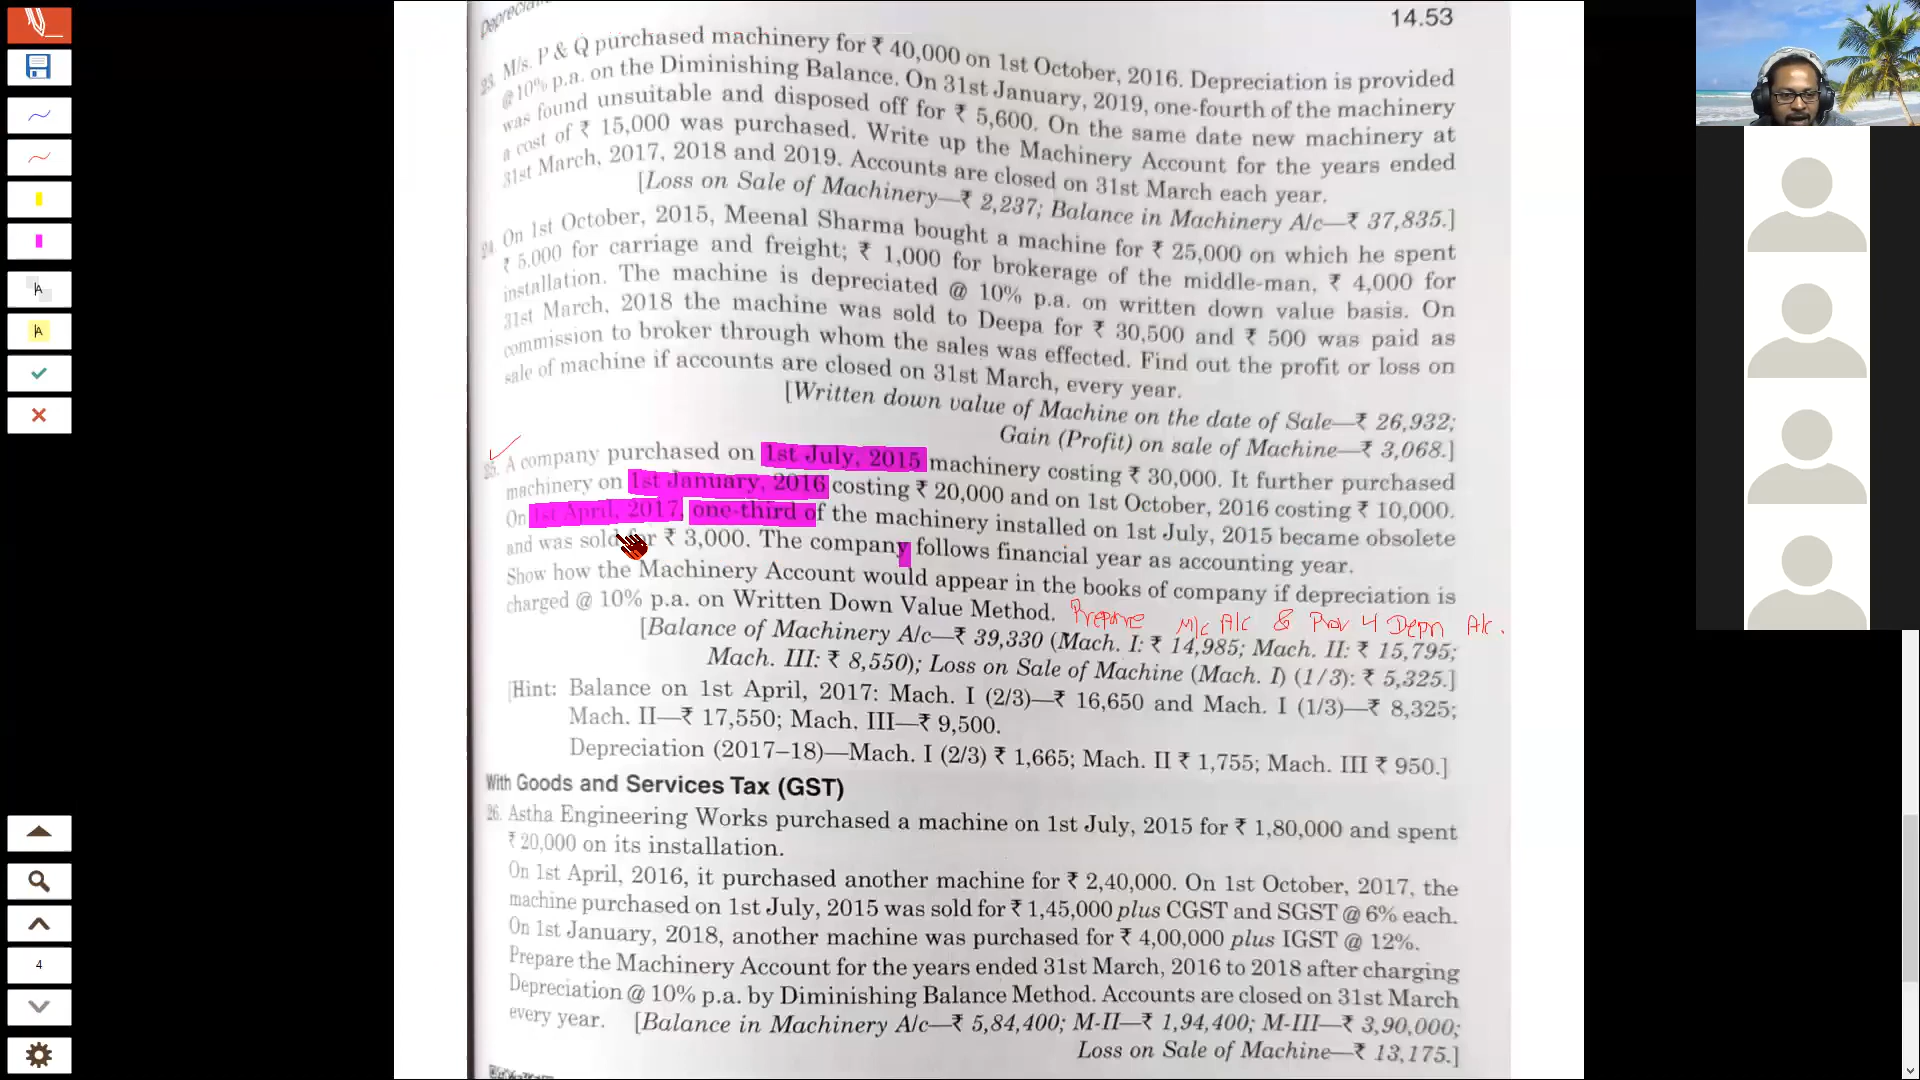 14.53
23. M/s. P & Q purchased machinery for ₹ 40,000 on 1st October, 2016. Depreciation is provided
@ 10% p.a. on the Diminishing Balance. On 31st January, 2019, one-fourth of the machinery
was found unsuitable and disposed off for ₹ 5,600. On the same date new machinery at
a cost of ₹ 15,000 was purchased. Write up the Machinery Account for the years ended
31st March, 2017, 2018 and 2019. Accounts are closed on 31st March each year.
[Loss on Sale of Machinery—₹ 2,237; Balance in Machinery A/c—₹ 37,835.]
24. On 1st October, 2015, Meenal Sharma bought a machine for ₹ 25,000 on which he spent
₹ 5,000 for carriage and freight; ₹ 1,000 for brokerage of the middle-man, ₹ 4,000 for
installation. The machine is depreciated @ 10% p.a. on written down value basis. On
31st March, 2018 the machine was sold to Deepa for ₹ 30,500 and ₹ 500 was paid as
commission to broker through whom the sales was effected. Find out the profit or loss on
sale of machine if accounts are closed on 31st March, every year.
[Written down value of Machine on the date of Sale—₹ 26,932;
Gain (Profit) on sale of Machine—₹ 3,068.]
25. A company purchased on 1st July, 2015 machinery costing ₹ 30,000. It further purchased
machinery on 1st January, 2016 costing ₹ 20,000 and on 1st October, 2016 costing ₹ 10,000.
On 1st April, 2017, one-third of the machinery installed on 1st July, 2015 became obsolete
and was sold for ₹ 3,000. The company follows financial year as accounting year.
Show how the Machinery Account would appear in the books of company if depreciation is
charged @ 10% p.a. on Written Down Value Method. Prepare M/c A/c & Prov 4 Depn A/c.
[Balance of Machinery A/c—₹ 39,330 (Mach. I: ₹ 14,985; Mach. II: ₹ 15,795;
Mach. III: ₹ 8,550); Loss on Sale of Machine (Mach. I) (1/3): ₹ 5,325.]
[Hint: Balance on 1st April, 2017: Mach. I (2/3)—₹ 16,650 and Mach. I (1/3)—₹ 8,325;
Mach. II—₹ 17,550; Mach. III—₹ 9,500.
Depreciation (2017–18)—Mach. I (2/3) ₹ 1,665; Mach. II ₹ 1,755; Mach. III ₹ 950.]
With Goods and Services Tax (GST)
26. Astha Engineering Works purchased a machine on 1st July, 2015 for ₹ 1,80,000 and spent
₹ 20,000 on its installation.
On 1st April, 2016, it purchased another machine for ₹ 2,40,000. On 1st October, 2017, the
machine purchased on 1st July, 2015 was sold for ₹ 1,45,000 plus CGST and SGST @ 6% each.
On 1st January, 2018, another machine was purchased for ₹ 4,00,000 plus IGST @ 12%.
Prepare the Machinery Account for the years ended 31st March, 2016 to 2018 after charging
Depreciation @ 10% p.a. by Diminishing Balance Method. Accounts are closed on 31st March
every year. [Balance in Machinery A/c—₹ 5,84,400; M-II—₹ 1,94,400; M-III—₹ 3,90,000;
Loss on Sale of Machine—₹ 13,175.]
A
A
4